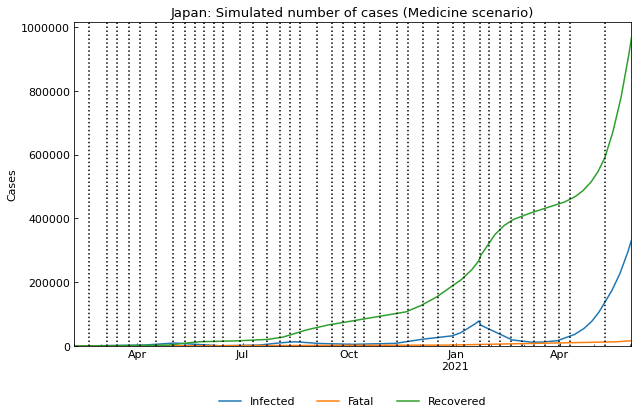 Japan: Simulated number of cases (Medicine scenario)
1000000
800000
600000
400000
200000
0
Cases
Apr Jul Oct Jan Apr
2021
Infected Fatal Recovered